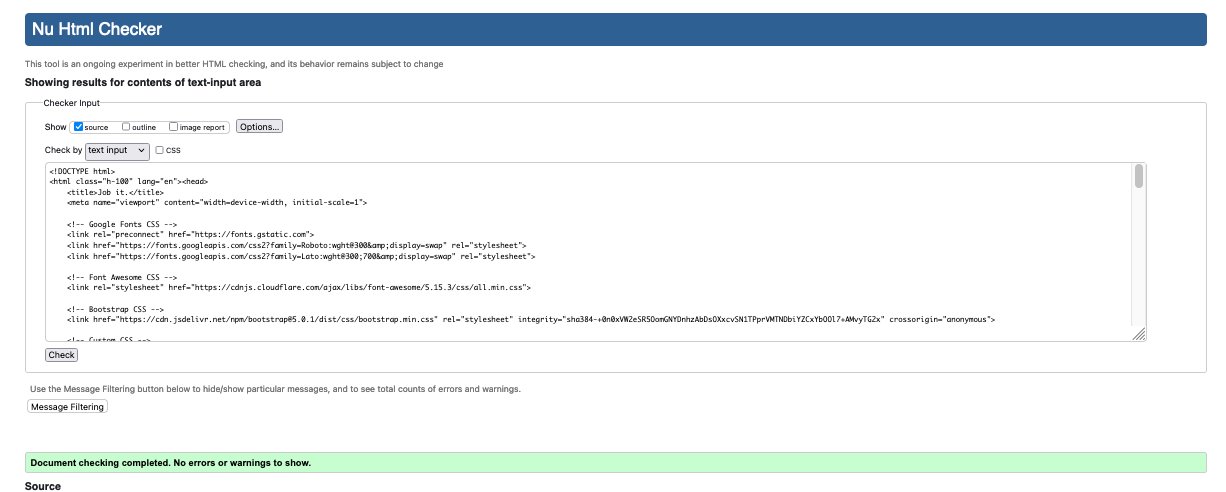 Nu Html Checker
This tool is an ongoing experiment in better HTML checking, and its behavior remains subject to change
Showing results for contents of text-input area
Checker Input
Show source outline image report Options...
Check by text input css
<!DOCTYPE html>
<html class="h-100" lang="en"><head>
<title>Job it.</title>
<meta name="viewport" content="width=device-width, initial-scale=1">
<!-- Google Fonts CSS -->
<link rel="preconnect" href="https://fonts.gstatic.com">
<link href="https://fonts.googleapis.com/css2?family=Roboto:wght@300&amp;display=swap" rel="stylesheet">
<link href="https://fonts.googleapis.com/css2?family=Lato:wght@300;700&amp;display=swap" rel="stylesheet">
<!-- Font Awesome CSS -->
<link rel="stylesheet" href="https://cdnjs.cloudflare.com/ajax/libs/font-awesome/5.15.3/css/all.min.css">
<!-- Bootstrap CSS -->
<link href="https://cdn.jsdelivr.net/npm/bootstrap@5.0.1/dist/css/bootstrap.min.css" rel="stylesheet" integrity="sha384-+0n0xVW2eSR5OomGNYDnhzAbDsOXxcvSN1TPprVMTNDbiYZCxYbOOl7+AMvyTG2x" crossorigin="anonymous">
<!-- Custom CSS -->
Check
Use the Message Filtering button below to hide/show particular messages, and to see total counts of errors and warnings.
Message Filtering
Document checking completed. No errors or warnings to show.
Source